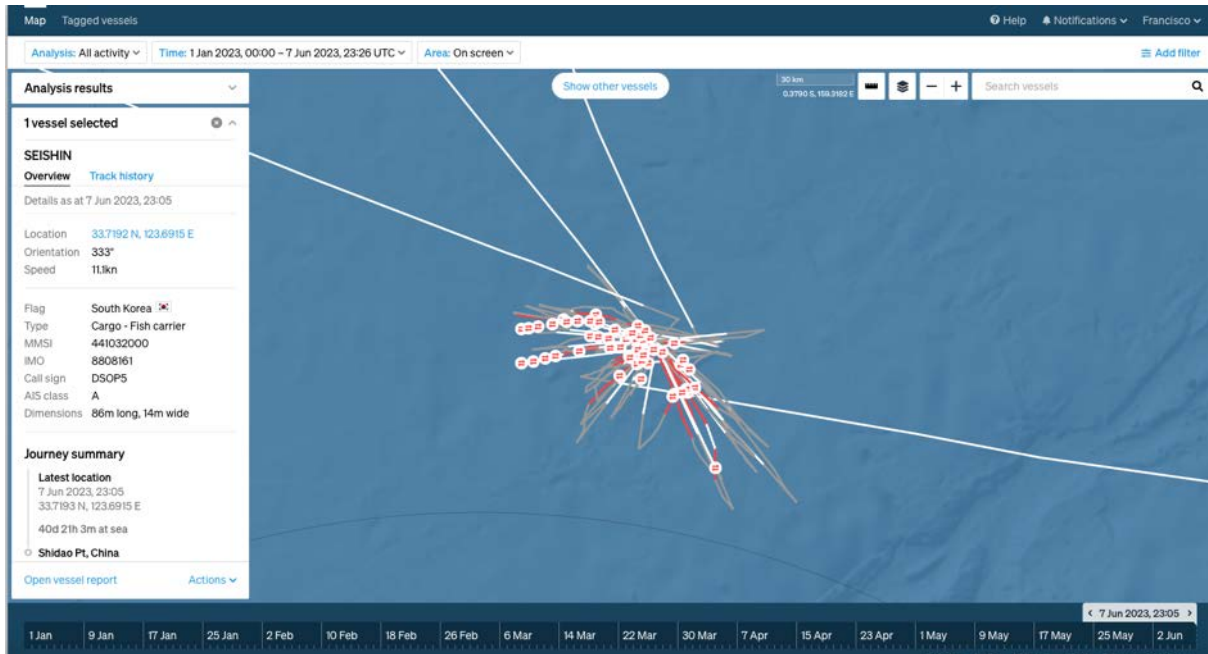 Map Tagged vessels Help Notifications Francisco
Analysis: All activity Time: 1 Jan 2023, 00:00 – 7 Jun 2023, 23:26 UTC Area: On screen Add filter
Analysis results
Show other vessels
30 km
0.3790 S, 159.3182 E
Search vessels
1 vessel selected
SEISHIN
Overview Track history
Details as at 7 Jun 2023, 23:05
Location 33.7192 N, 123.6915 E
Orientation 333°
Speed 11.1kn
Flag South Korea
Type Cargo - Fish carrier
MMSI 441032000
IMO 8808161
Call sign DSOP5
AIS class A
Dimensions 86m long, 14m wide
Journey summary
Latest location
7 Jun 2023, 23:05
33.7193 N, 123.6915 E
40d 21h 3m at sea
Shidao Pt, China
Open vessel report Actions
7 Jun 2023, 23:05
1 Jan 9 Jan 17 Jan 25 Jan 2 Feb 10 Feb 18 Feb 26 Feb 6 Mar 14 Mar 22 Mar 30 Mar 7 Apr 15 Apr 23 Apr 1 May 9 May 17 May 25 May 2 Jun